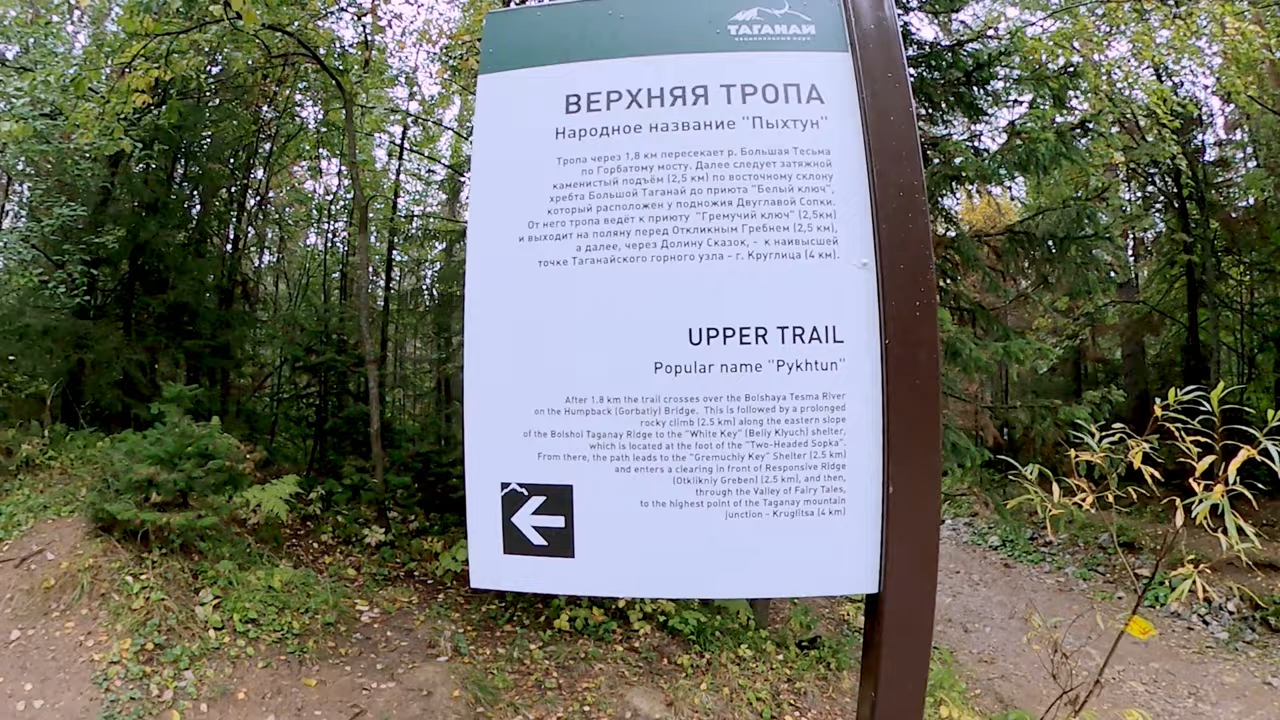 ТАГАНАЙ
национальный парк
ВЕРХНЯЯ ТРОПА
Народное название "Пыхтун"
Тропа через 1,8 км пересекает р. Большая Тесьма
по Горбатому мосту. Далее следует затяжной
каменистый подъём (2,5 км) по восточному склону
хребта Большой Таганай до приюта "Белый ключ",
который расположен у подножия Двуглавой Сопки.
От него тропа ведёт к приюту "Гремучий ключ" (2,5км)
и выходит на поляну перед Откликным Гребнем (2,5 км),
а далее, через Долину Сказок, - к наивысшей
точке Таганайского горного узла - г. Круглица (4 км).
UPPER TRAIL
Popular name "Pykhtun"
After 1.8 km the trail crosses over the Bolshaya Tesma River
on the Humpback (Gorbatiy) Bridge. This is followed by a prolonged
rocky climb (2.5 km) along the eastern slope
of the Bolshoi Taganay Ridge to the "White Key" (Beliy Klyuch) shelter,
which is located at the foot of the "Two-Headed Sopka".
From there, the path leads to the "Gremuchiy Key" Shelter (2.5 km)
and enters a clearing in front of Responsive Ridge
(Otklikniy Greben) (2.5 km), and then,
through the Valley of Fairy Tales,
to the highest point of the Taganay mountain
junction - Kruglitsa (4 km)